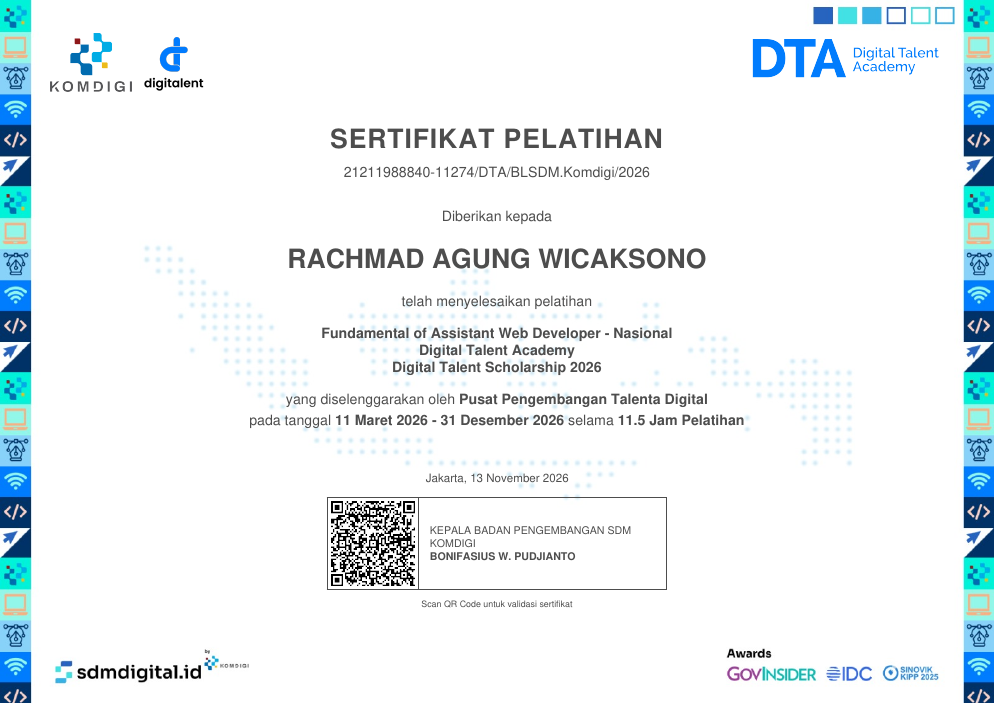 KOMDIGI
digitalent
DTA Digital Talent Academy
SERTIFIKAT PELATIHAN
21211988840-11274/DTA/BLSDM.Komdigi/2026
Diberikan kepada
RACHMAD AGUNG WICAKSONO
telah menyelesaikan pelatihan
Fundamental of Assistant Web Developer - Nasional
Digital Talent Academy
Digital Talent Scholarship 2026
yang diselenggarakan oleh Pusat Pengembangan Talenta Digital
pada tanggal 11 Maret 2026 - 31 Desember 2026 selama 11.5 Jam Pelatihan
Jakarta, 13 November 2026
KEPALA BADAN PENGEMBANGAN SDM
KOMDIGI
BONIFASIUS W. PUDJIANTO
Scan QR Code untuk validasi sertifikat
sdmdigital.id
by
KOMDIGI
Awards
GOVINSIDER
IDC
SINOVIK
KIPP 2025